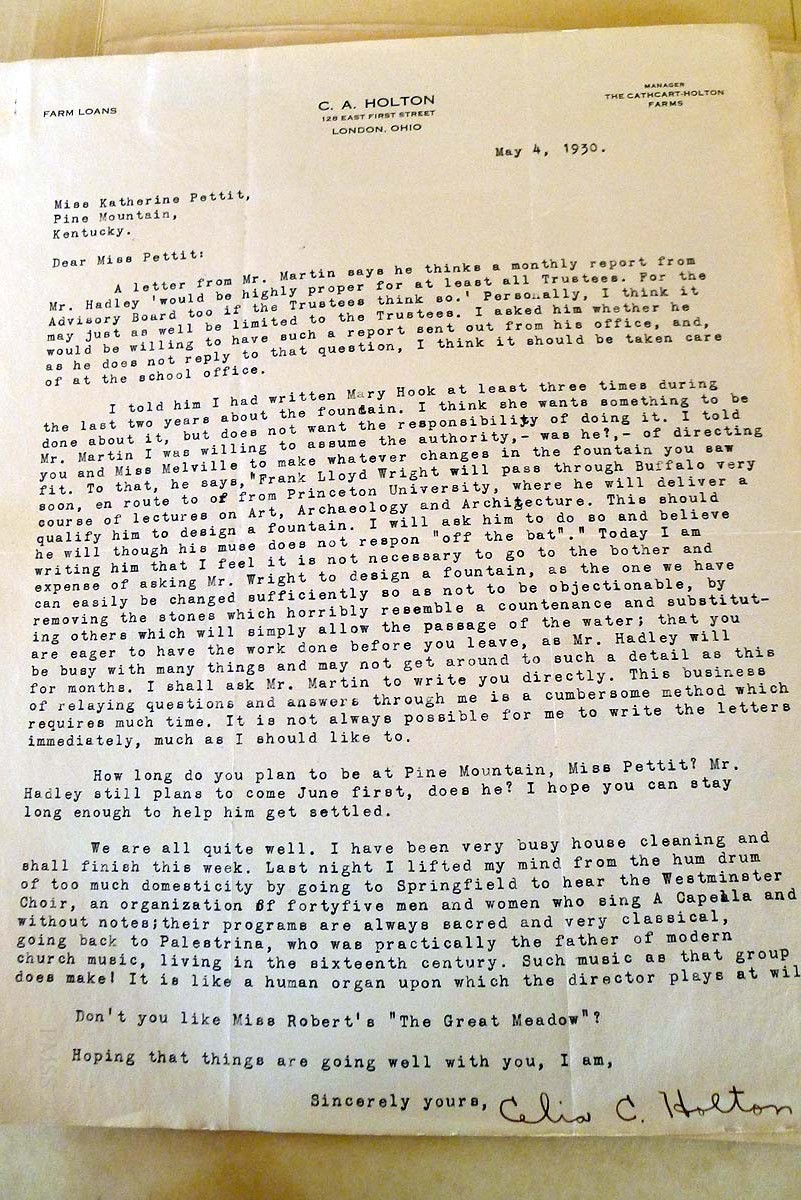 FARM LOANS
C. A. HOLTON
128 EAST FIRST STREET
LONDON, OHIO
MANAGER
THE CATHCART-HOLTON
FARMS
May 4, 1930.
Miss Katherine Pettit,
Pine Mountain,
Kentucky.
Dear Miss Pettit:
A letter from Mr. Martin says he thinks a monthly report from
Mr. Hadley 'would be highly proper for at least all Trustees. For the
Advisory Board too if the Trustees think so.' Personally, I think it
may just as well be limited to the Trustees. I asked him whether he
would be willing to have such a report sent out from his office, and,
as he does not reply to that question, I think it should be taken care
of at the school office.
I told him I had written Mary Hook at least three times during
the last two years about the fountain. I think she wants something to be
done about it, but does not want the responsibility of doing it. I told
Mr. Martin I was willing to assume the authority,- was he?,- of directing
you and Miss Melville to make whatever changes in the fountain you saw
fit. To that, he says,"Frank Lloyd Wright will pass through Buffalo very
soon, en route to of from Princeton University, where he will deliver a
course of lectures on Art, Archaeology and Architecture. This should
qualify him to design a fountain. I will ask him to do so and believe
he will though his muse does not respon "off the bat"." Today I am
writing him that I feel it is not necessary to go to the bother and
expense of asking Mr. Wright to design a fountain, as the one we have
can easily be changed sufficiently so as not to be objectionable, by
removing the stones which horribly resemble a countenance and substitut-
ing others which will simply allow the passage of the water; that you
are eager to have the work done before you leave, as Mr. Hadley will
be busy with many things and may not get around to such a detail as this
for months. I shall ask Mr. Martin to write you directly. This business
of relaying questions and answers through me is a cumbersome method which
requires much time. It is not always possible for me to write the letters
immediately, much as I should like to.
How long do you plan to be at Pine Mountain, Miss Pettit? Mr.
Hadley still plans to come June first, does he? I hope you can stay
long enough to help him get settled.
We are all quite well. I have been very busy house cleaning and
shall finish this week. Last night I lifted my mind from the hum drum
of too much domesticity by going to Springfield to hear the Westminster
Choir, an organization of fortyfive men and women who sing A Capella and
without notes;their programs are always sacred and very classical,
going back to Palestrina, who was practically the father of modern
church music, living in the sixteenth century. Such music as that group
does make! It is like a human organ upon which the director plays at wil
Don't you like Miss Robert's "The Great Meadow"?
Hoping that things are going well with you, I am,
Sincerely yours, Celia C. Holton